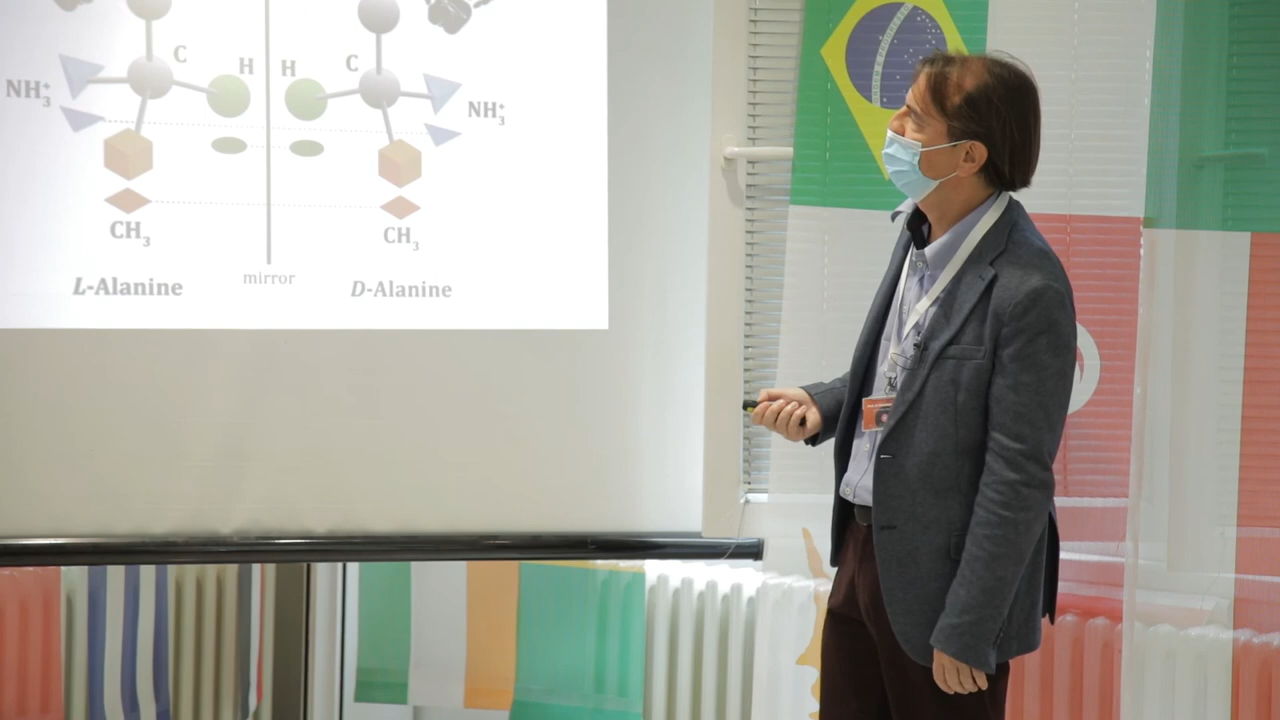 C
H
H
C
NH₃⁺
NH₃⁺
CH₃
CH₃
L-Alanine
mirror
D-Alanine